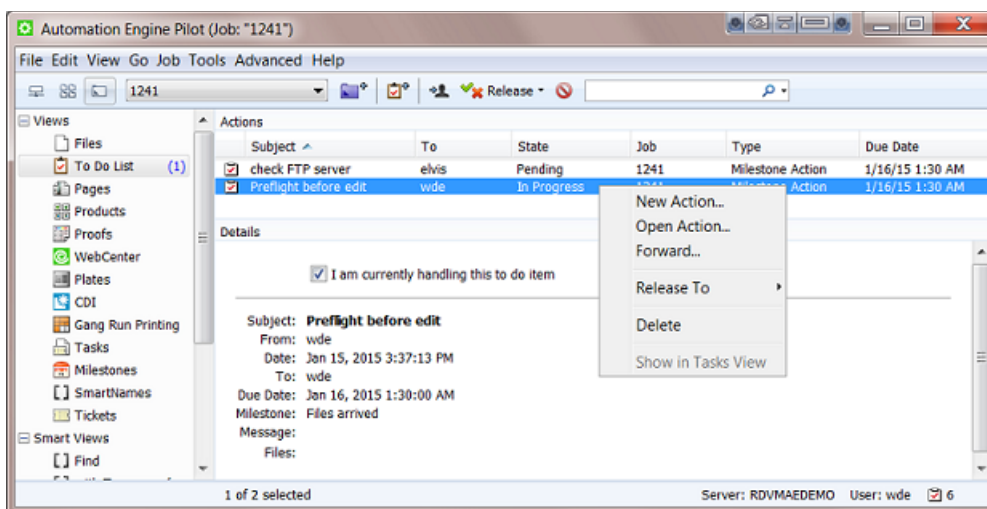 Automation Engine Pilot (Job: "1241")
File Edit View Go Job Tools Advanced Help
1241 Release
Views
Files
To Do List (1)
Pages
Products
Proofs
WebCenter
Plates
CDI
Gang Run Printing
Tasks
Milestones
[ ] SmartNames
Tickets
Smart Views
[ ] Find
Actions
Subject To State Job Type Due Date
check FTP server elvis Pending 1241 Milestone Action 1/16/15 1:30 AM
Preflight before edit wde In Progress 1241 Milestone Action 1/16/15 1:30 AM
New Action...
Open Action...
Forward...
Release To
Delete
Show in Tasks View
Details
I am currently handling this to do item
Subject: Preflight before edit
From: wde
Date: Jan 15, 2015 3:37:13 PM
To: wde
Due Date: Jan 16, 2015 1:30:00 AM
Milestone: Files arrived
Message:
Files:
1 of 2 selected Server: RDVMAEDEMO User: wde 6